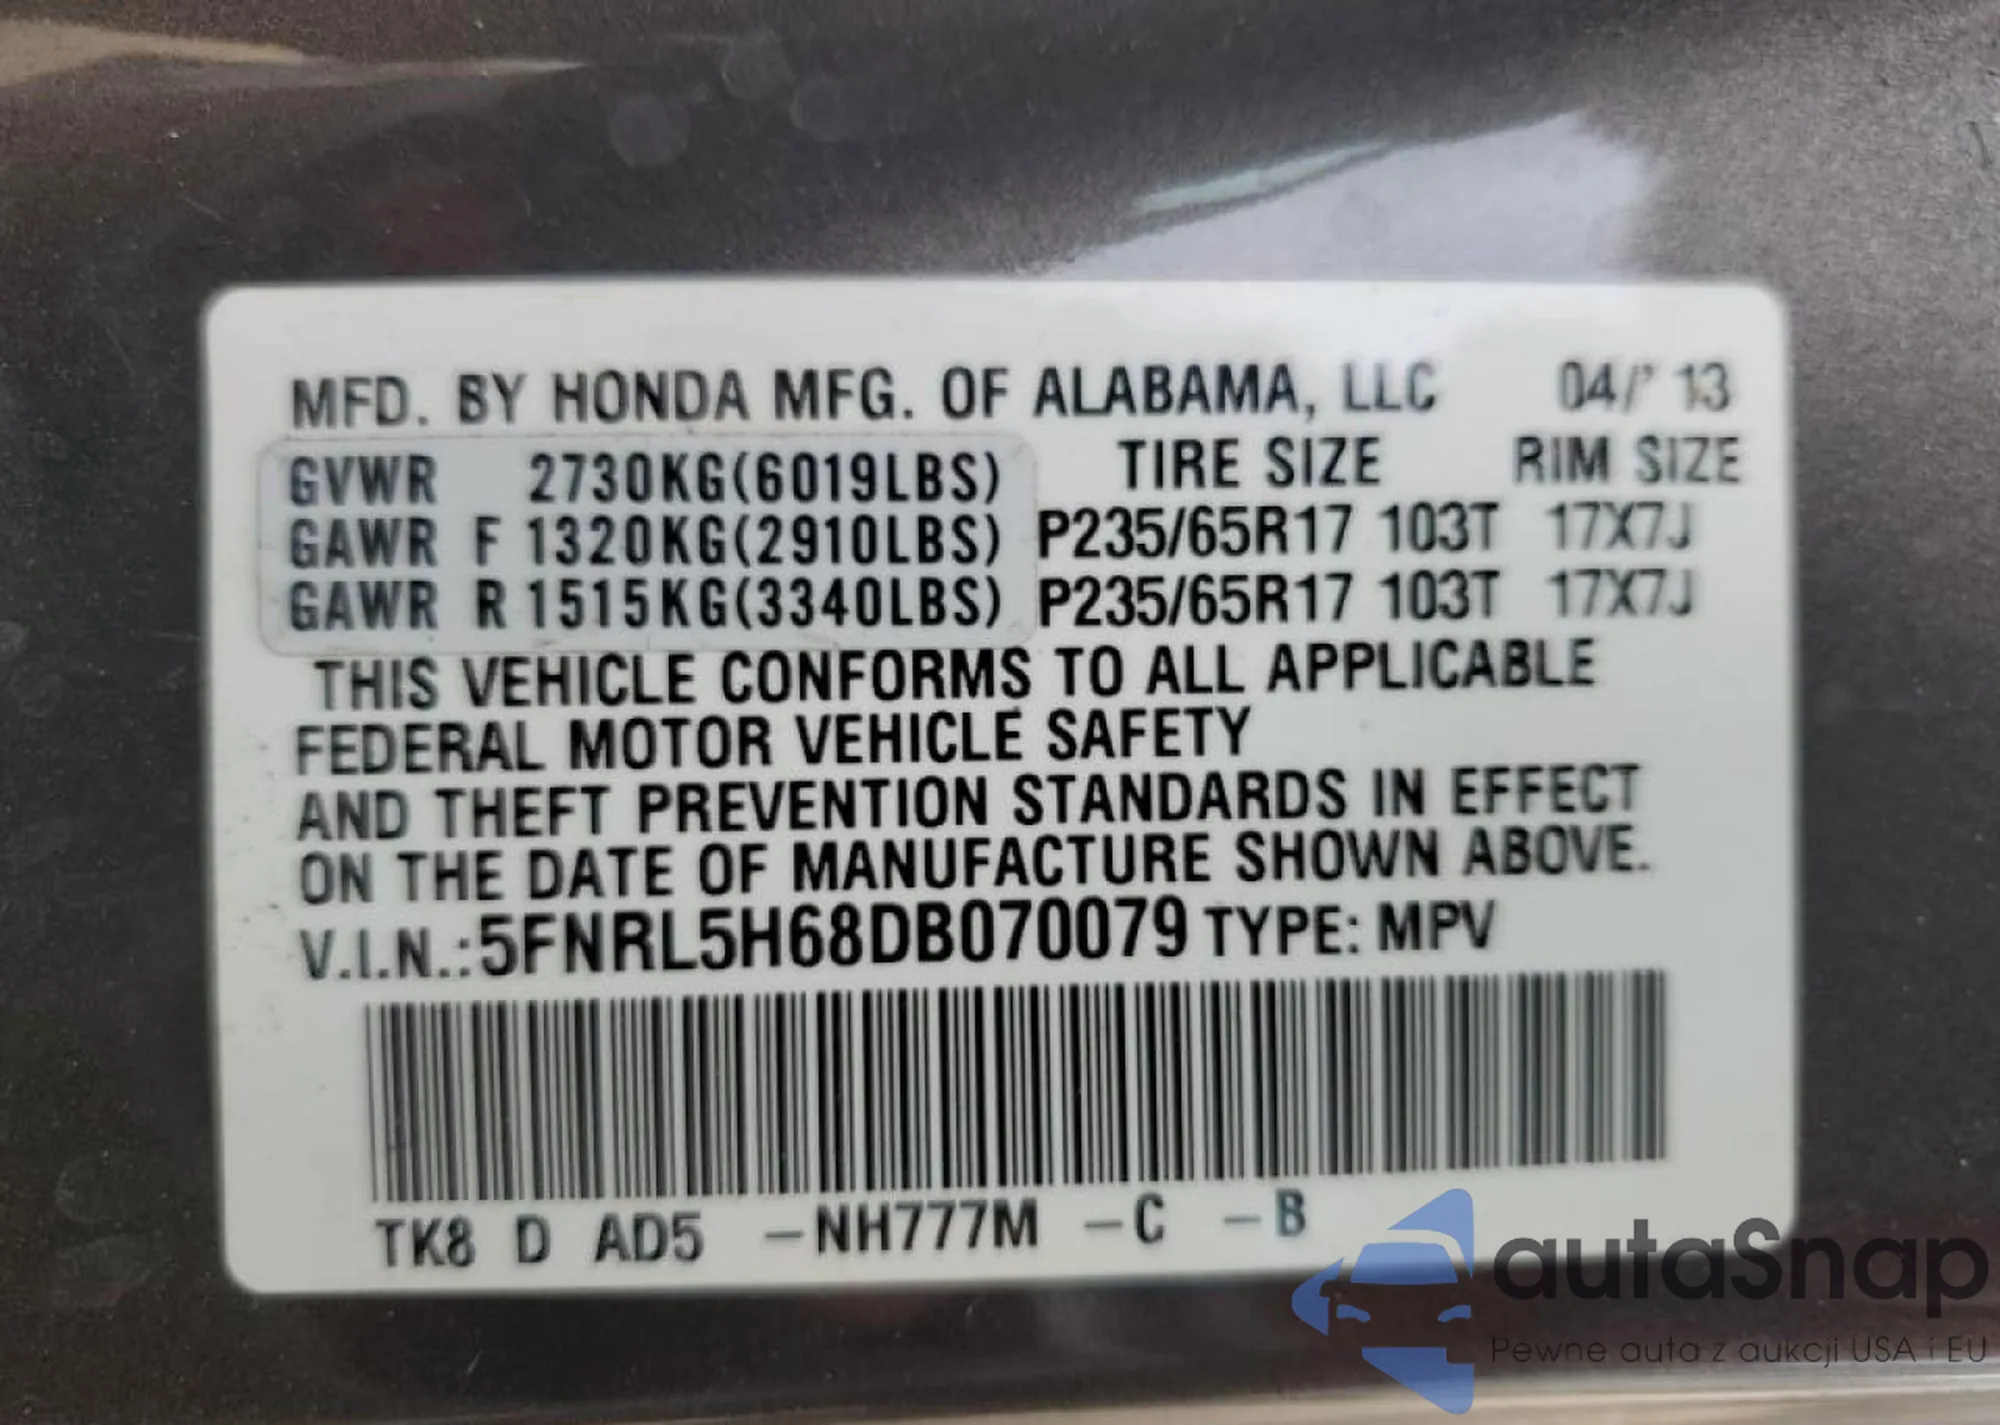 MFD. BY HONDA MFG. OF ALABAMA, LLC 04/'13
GVWR 2730KG(6019LBS) TIRE SIZE RIM SIZE
GAWR F 1320KG(2910LBS) P235/65R17 103T 17X7J
GAWR R 1515KG(3340LBS) P235/65R17 103T 17X7J
THIS VEHICLE CONFORMS TO ALL APPLICABLE
FEDERAL MOTOR VEHICLE SAFETY
AND THEFT PREVENTION STANDARDS IN EFFECT
ON THE DATE OF MANUFACTURE SHOWN ABOVE.
V.I.N.:5FNRL5H68DB070079 TYPE: MPV
TK8 D AD5 -NH777M -C -B
autaSnap
Pewne auta z aukcji USA i EU